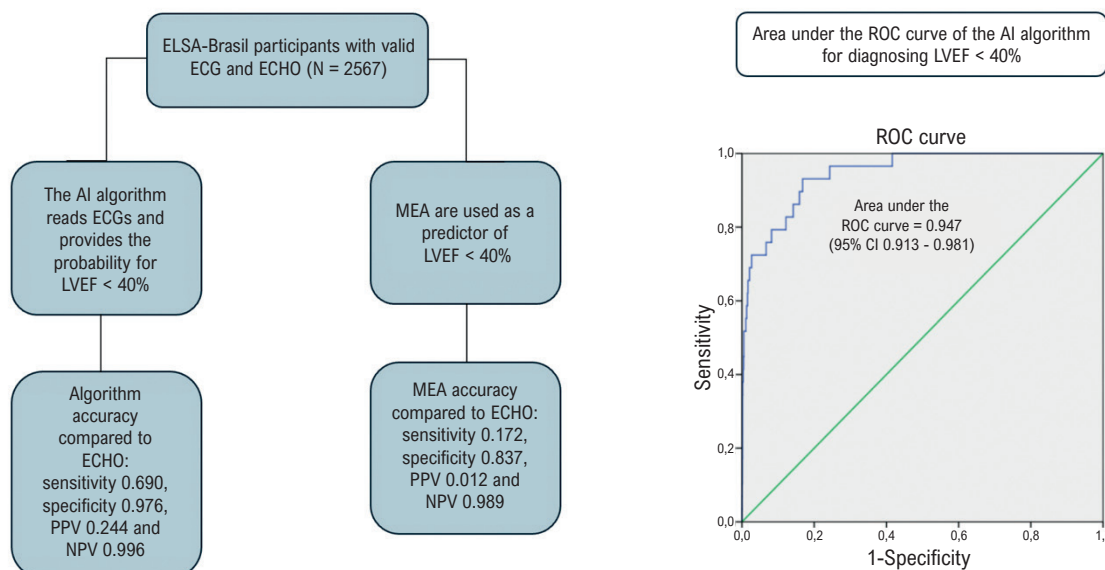 ELSA-Brasil participants with valid
ECG and ECHO (N = 2567)
The AI algorithm
reads ECGs and
provides the
probability for
LVEF < 40%
MEA are used as a
predictor of
LVEF < 40%
Algorithm
accuracy
compared to
ECHO:
sensitivity 0.690,
specificity 0.976,
PPV 0.244 and
NPV 0.996
MEA accuracy
compared to ECHO:
sensitivity 0.172,
specificity 0.837,
PPV 0.012 and
NPV 0.989
Area under the ROC curve of the AI algorithm
for diagnosing LVEF < 40%
ROC curve
Area under the
ROC curve = 0.947
(95% CI 0.913 - 0.981)
Sensitivity
1,0
0,8
0,6
0,4
0,2
0,0
0,0 0,2 0,4 0,6 0,8 1,
1-Specificity